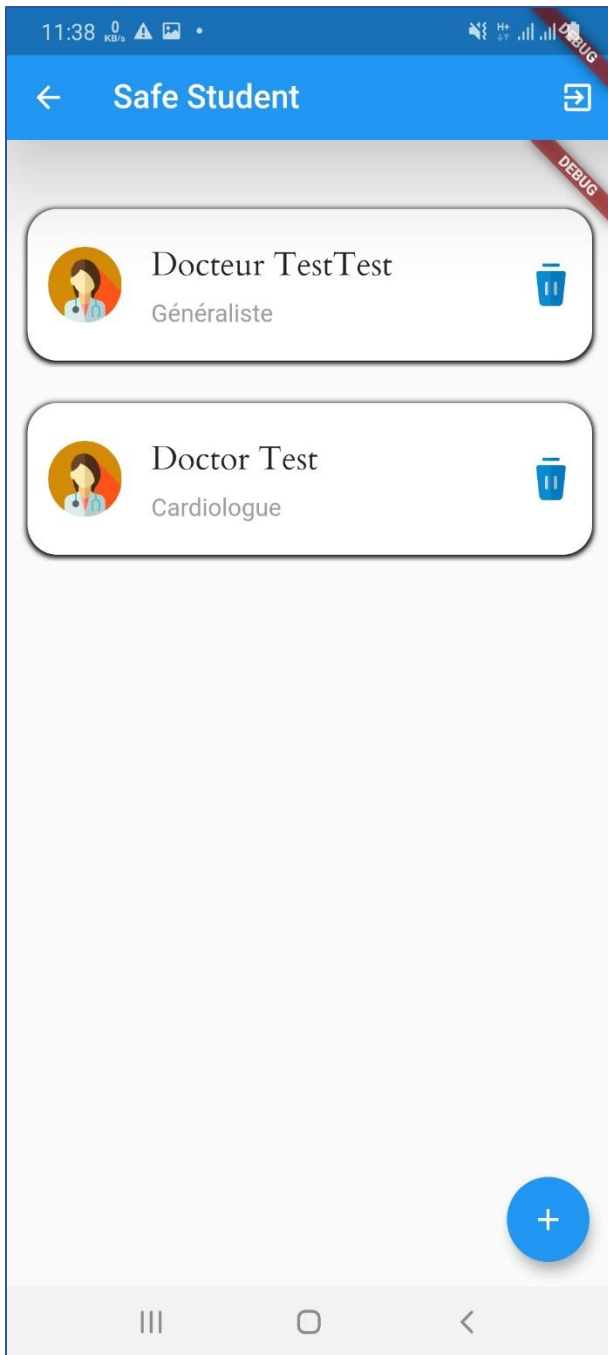 11:38 0 KB/s H+
DEBUG
Safe Student
DEBUG
Docteur TestTest
Généraliste
Doctor Test
Cardiologue